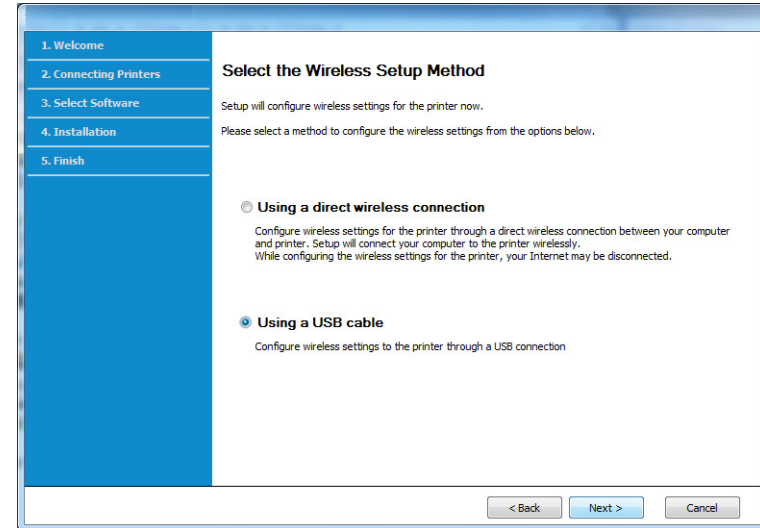 1. Welcome
2. Connecting Printers
3. Select Software
4. Installation
5. Finish
Select the Wireless Setup Method
Setup will configure wireless settings for the printer now.
Please select a method to configure the wireless settings from the options below.
Using a direct wireless connection
Configure wireless settings for the printer through a direct wireless connection between your computer
and printer. Setup will connect your computer to the printer wirelessly.
While configuring the wireless settings for the printer, your Internet may be disconnected.
Using a USB cable
Configure wireless settings to the printer through a USB connection
< Back
Next >
Cancel